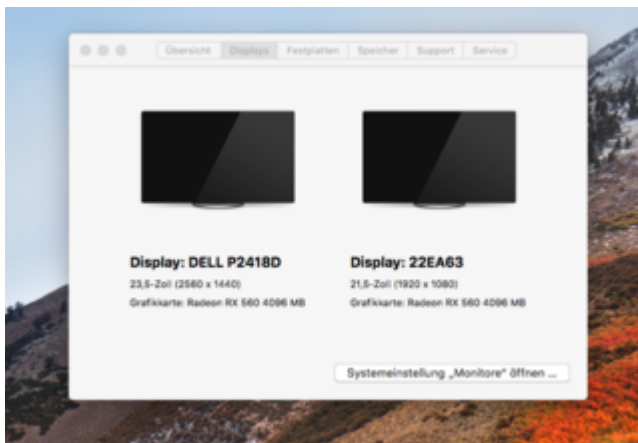 Übersicht Displays Festplatten Speicher Support Service
Display: DELL P2418D
23,5-Zoll (2560 x 1440)
Grafikkarte: Radeon RX 560 4096 MB
Display: 22EA63
21,5-Zoll (1920 x 1080)
Grafikkarte: Radeon RX 560 4096 MB
Systemeinstellung „Monitore“ öffnen ...